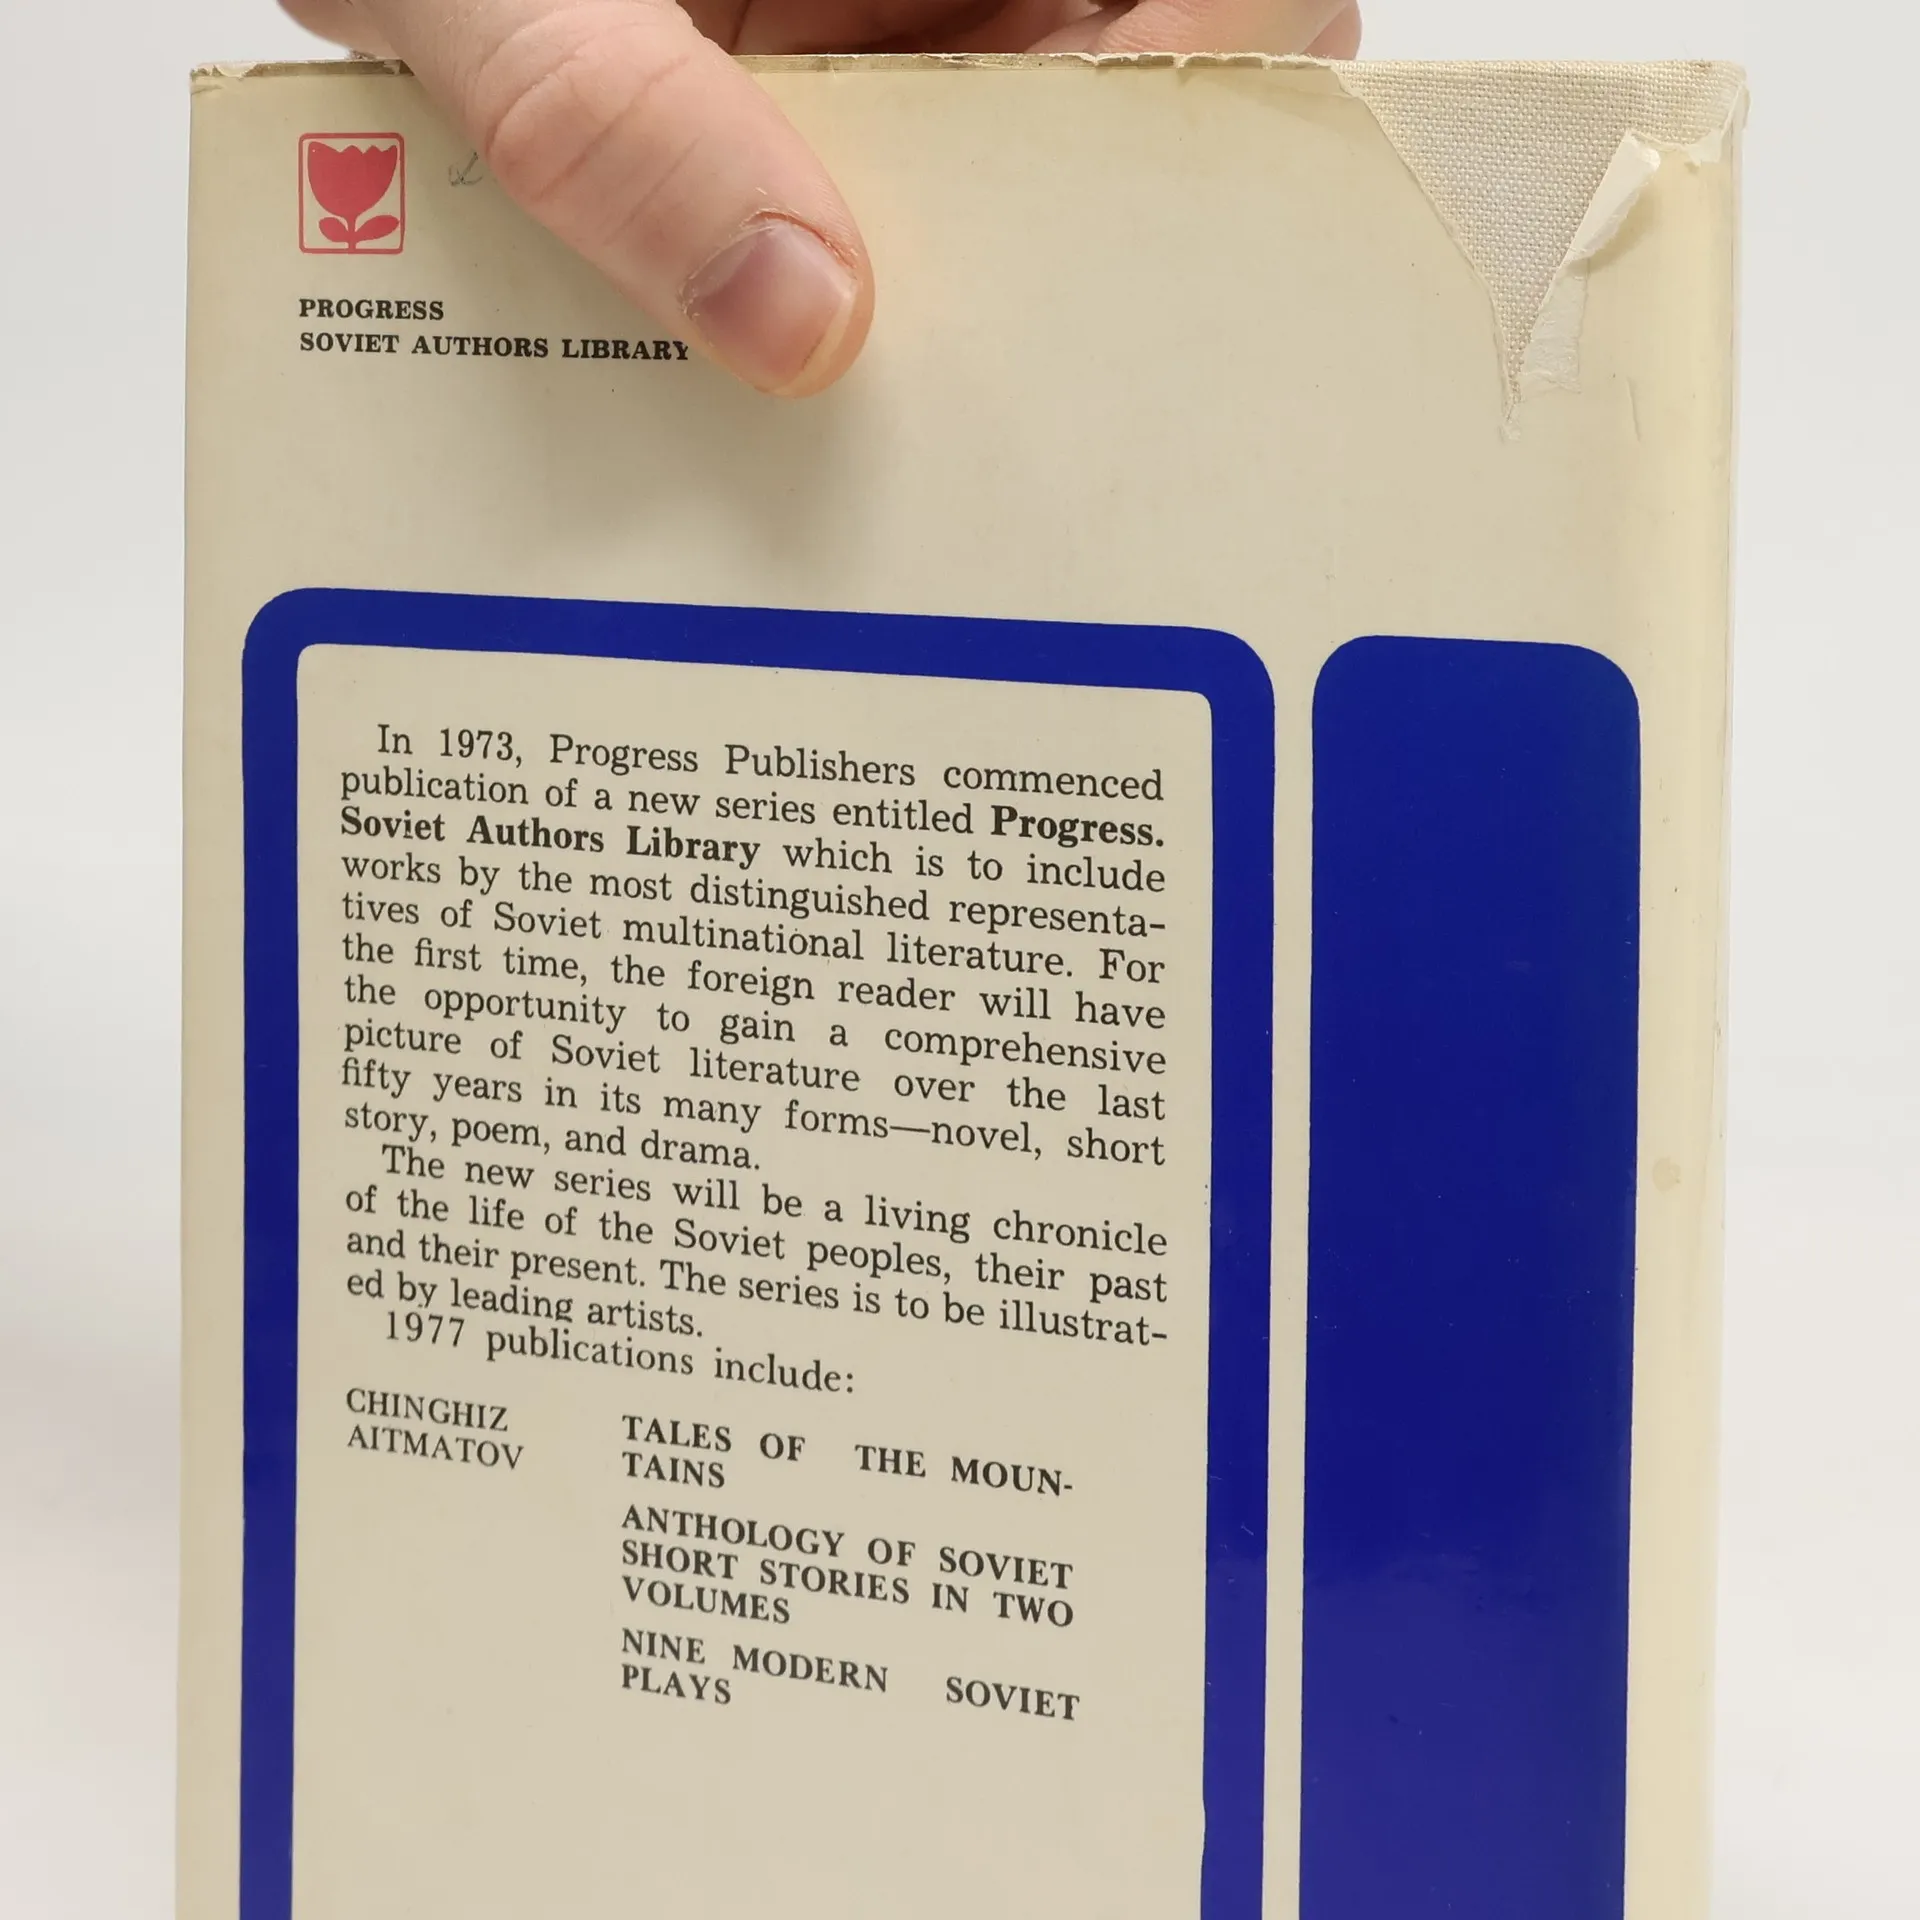 PROGRESS
SOVIET AUTHORS LIBRARY
In 1973, Progress Publishers commenced
publication of a new series entitled Progress.
Soviet Authors Library which is to include
works by the most distinguished representa-
tives of Soviet multinational literature. For
the first time, the foreign reader will have
the opportunity to gain a comprehensive
picture of Soviet literature over the last
fifty years in its many forms—novel, short
story, poem, and drama.
The new series will be a living chronicle
of the life of the Soviet peoples, their past
and their present. The series is to be illustrat-
ed by leading artists.
1977 publications include:
CHINGHIZ
AITMATOV
TALES OF THE MOUN-
TAINS
ANTHOLOGY OF SOVIET
SHORT STORIES IN TWO
VOLUMES
NINE MODERN SOVIET
PLAYS